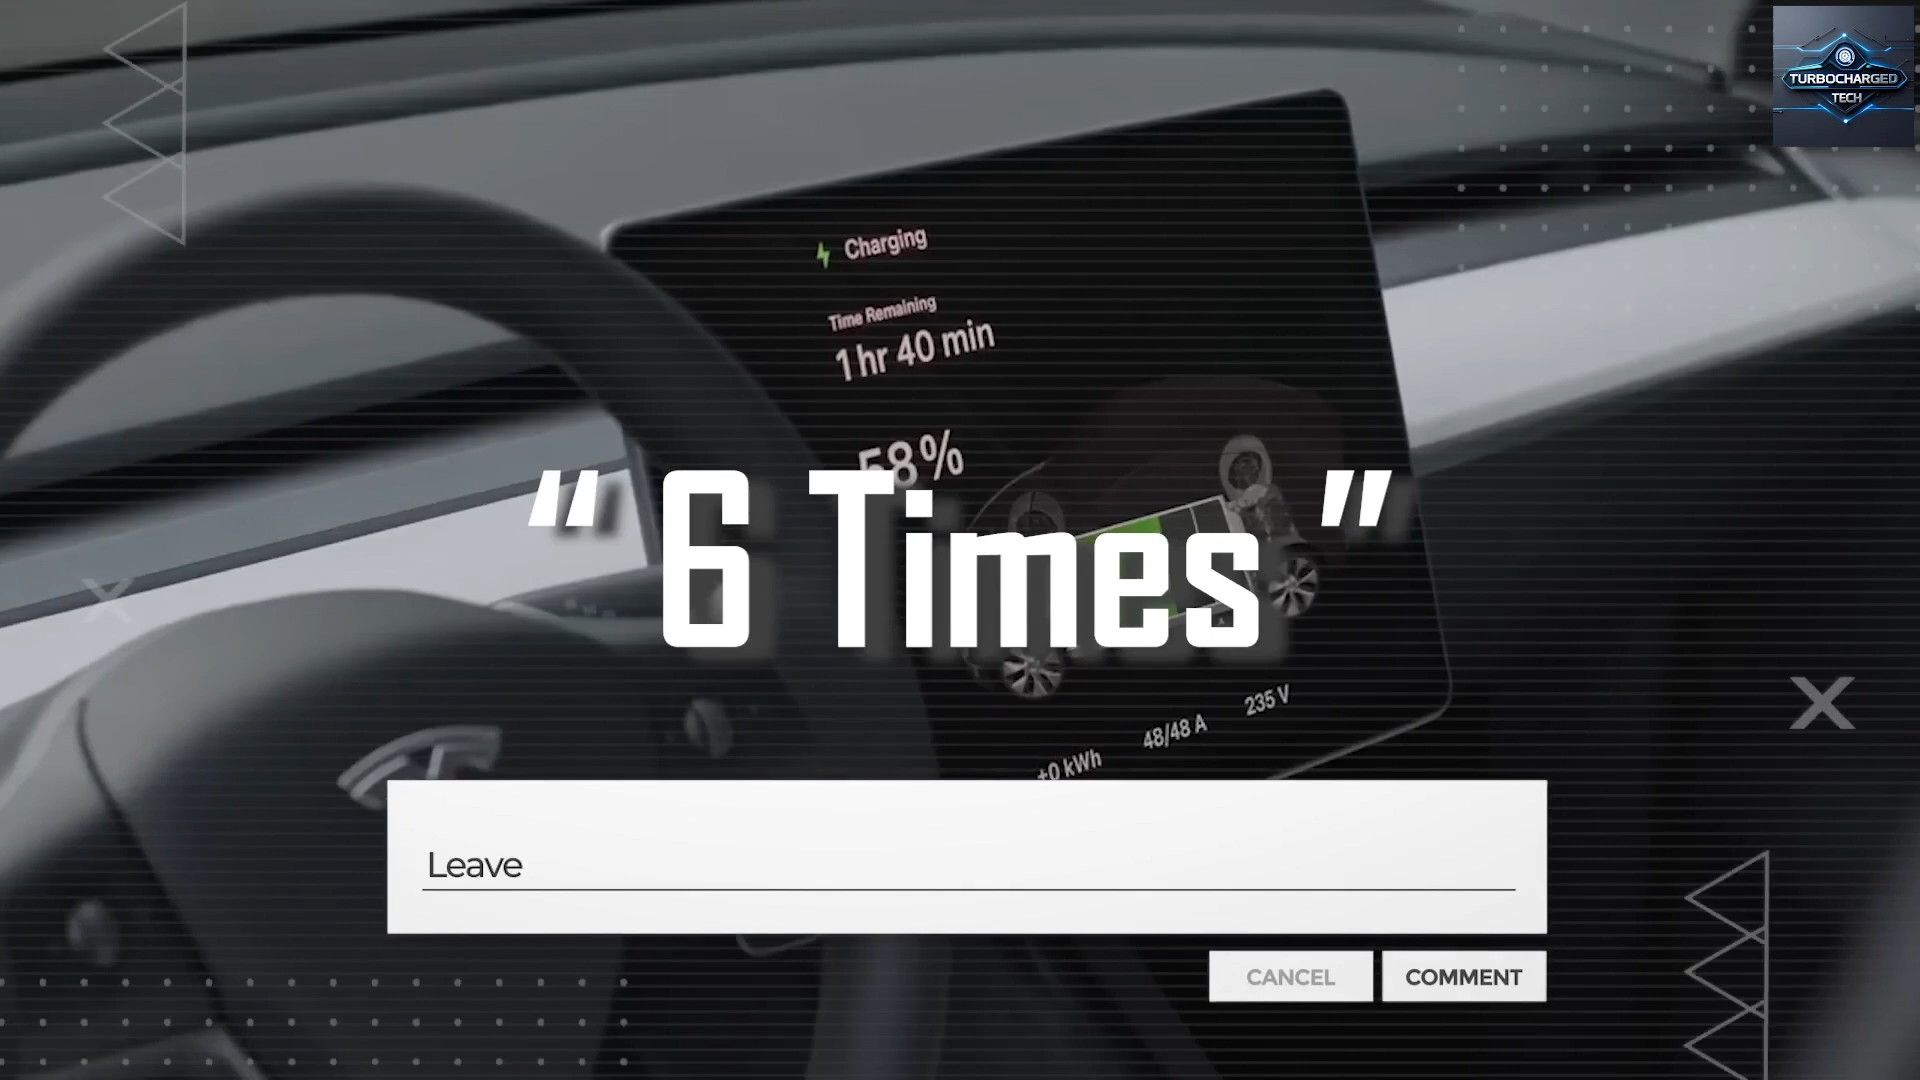 TURBOCHARGED
TECH
Charging
Time Remaining
1 hr 40 min
58%
“ 6 Times ”
235 V
48/48 A
+0 kWh
Leave
CANCEL
COMMENT